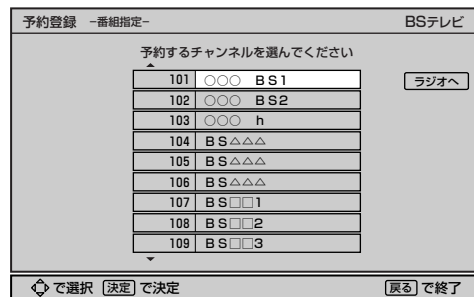 予約登録 −番組指定− BSテレビ
予約するチャンネルを選んでください
101 ○○○ BS1 ラジオへ
102 ○○○ BS2
103 ○○○ h
104 BS△△△
105 BS△△△
106 BS△△△
107 BS□□1
108 BS□□2
109 BS□□3
で選択 決定 で決定 戻る で終了